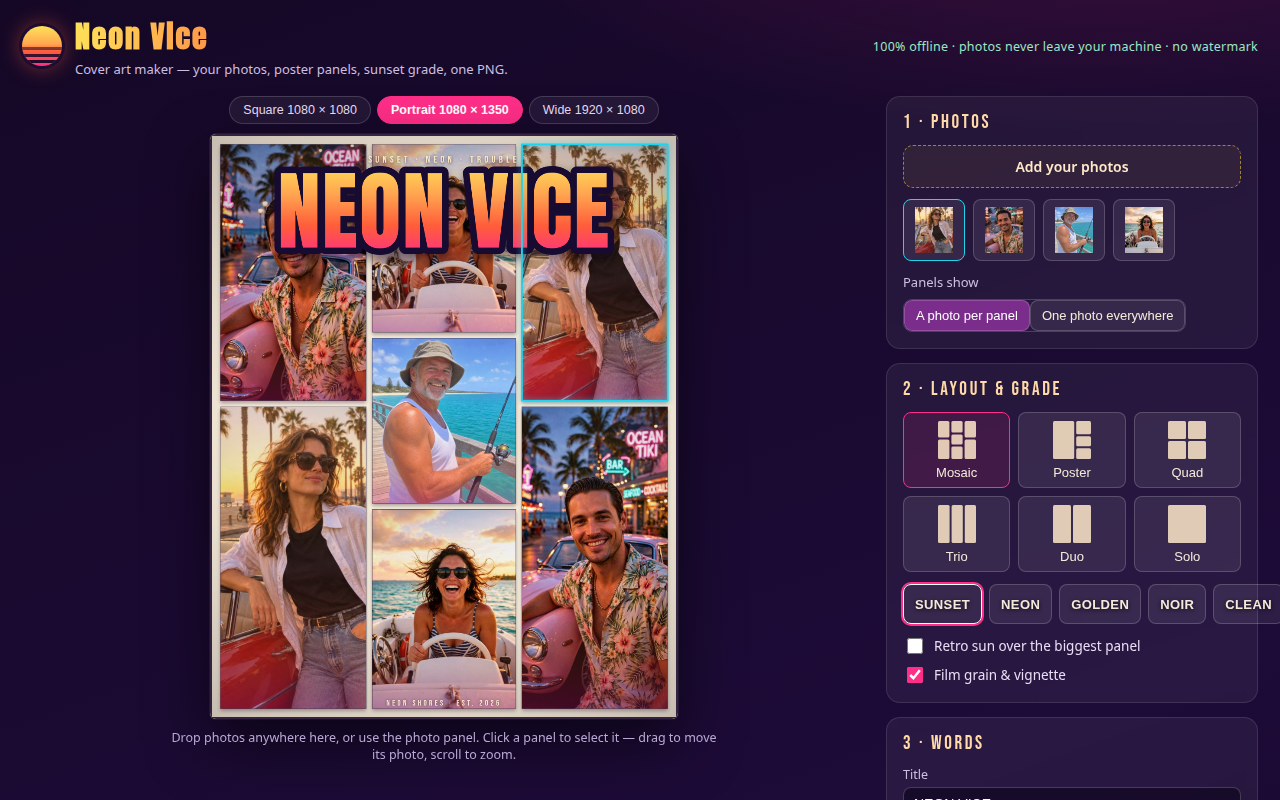 Neon Vice
Cover art maker — your photos, poster panels, sunset grade, one PNG.
100% offline · photos never leave your machine · no watermark
Square 1080 × 1080
Portrait 1080 × 1350
Wide 1920 × 1080
OCEAN
SUNSET · NEON · TROUBLE
NEON VICE
OCEAN
TIKI
BAR
SEAFOOD · COCKTAILS
NEON SHORES · EST. 2026
Drop photos anywhere here, or use the photo panel. Click a panel to select it — drag to move
its photo, scroll to zoom.
1 · PHOTOS
Add your photos
Panels show
A photo per panel
One photo everywhere
2 · LAYOUT & GRADE
Mosaic
Poster
Quad
Trio
Duo
Solo
SUNSET
NEON
GOLDEN
NOIR
CLEAN
Retro sun over the biggest panel
Film grain & vignette
3 · WORDS
Title
NEON VICE